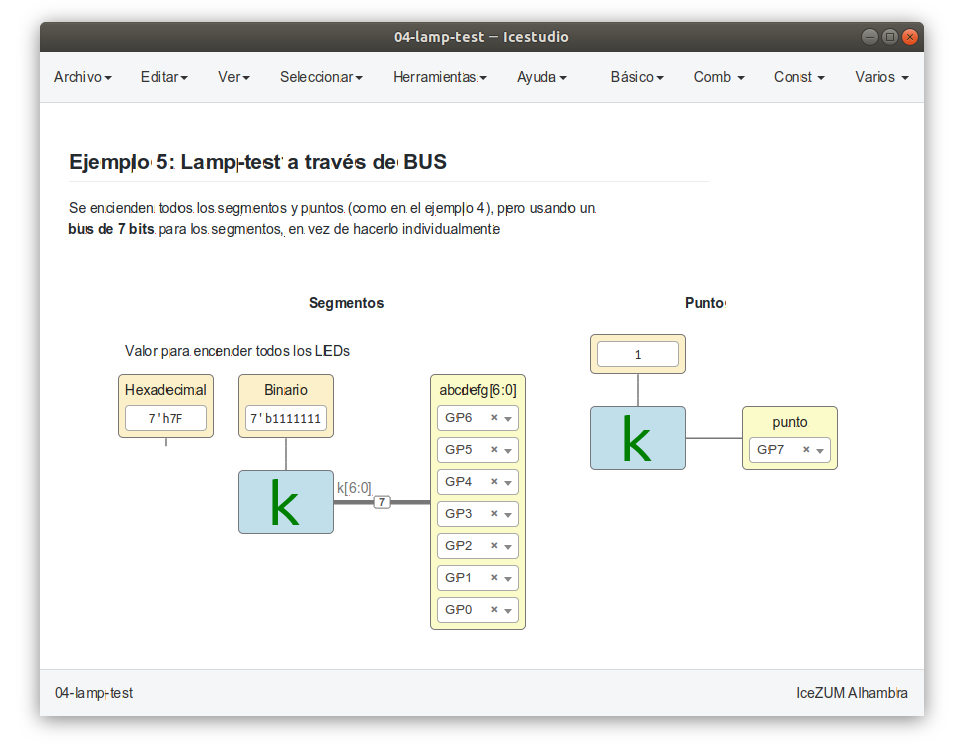 04-lamp-test – Icestudio
Archivo Editar Ver Seleccionar Herramientas Ayuda Básico Comb Const Varios
Ejemplo 5: Lamp-test a través de BUS
Se encienden todos los segmentos y puntos (como en el ejemplo 4), pero usando un
bus de 7 bits para los segmentos, en vez de hacerlo individualmente
Segmentos
Punto
Valor para encender todos los LEDs
1
Hexadecimal
7'h7F
Binario
7'b1111111
k
k[6:0]
7
abcdefg[6:0]
GP6
GP5
GP4
GP3
GP2
GP1
GP0
k
punto
GP7
04-lamp-test
IceZUM Alhambra